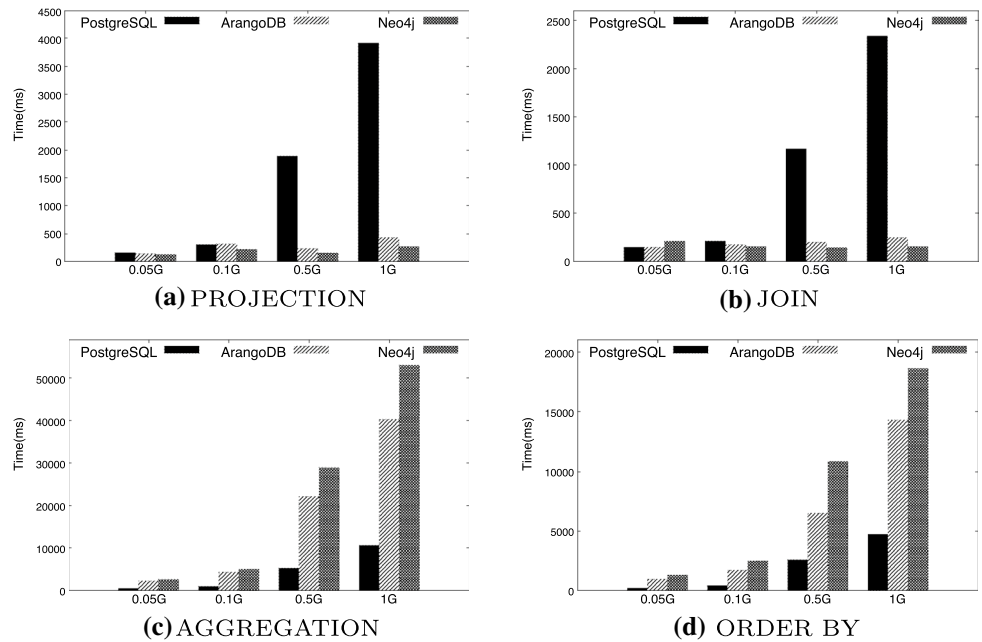 PostgreSQL ArangoDB Neo4j
Time(ms)
4500
4000
3500
3000
2500
2000
1500
1000
500
0
0.05G 0.1G 0.5G 1G
(a) PROJECTION
PostgreSQL ArangoDB Neo4j
Time(ms)
2500
2000
1500
1000
500
0
0.05G 0.1G 0.5G 1G
(b) JOIN
PostgreSQL ArangoDB Neo4j
Time(ms)
50000
40000
30000
20000
10000
0
0.05G 0.1G 0.5G 1G
(c) AGGREGATION
PostgreSQL ArangoDB Neo4j
Time(ms)
20000
15000
10000
5000
0
0.05G 0.1G 0.5G 1G
(d) ORDER BY